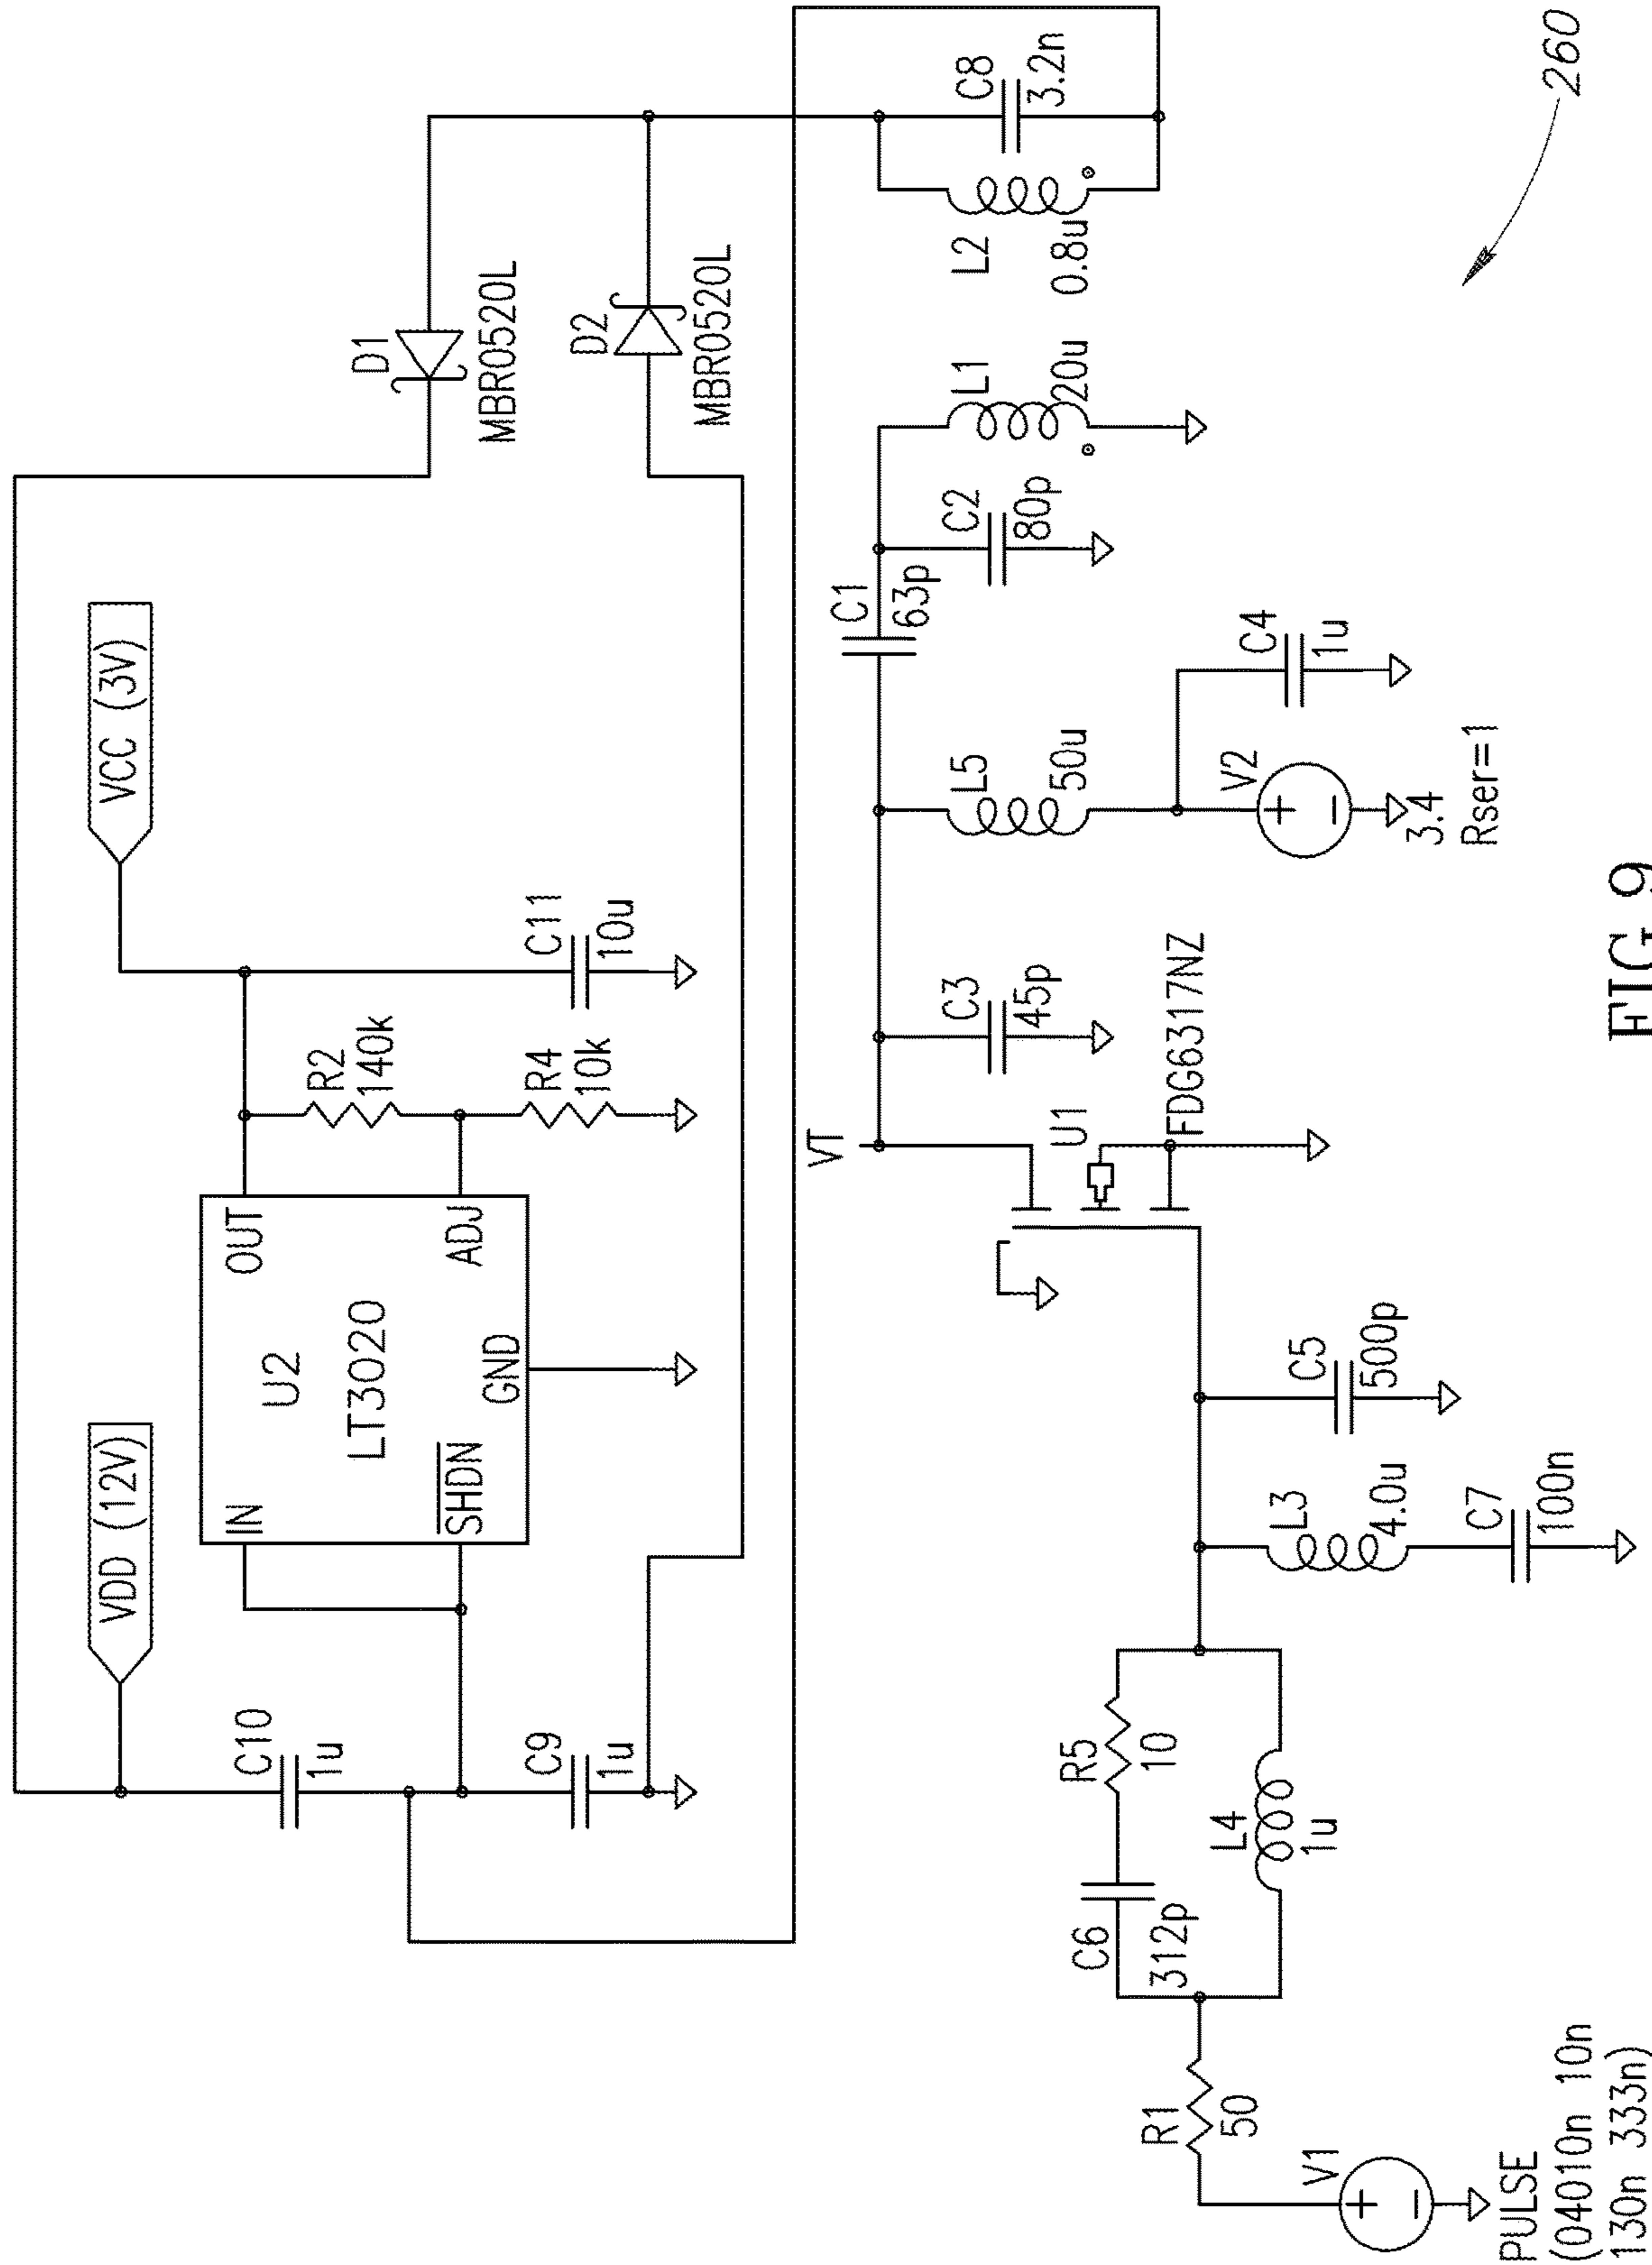 VDD (12V)
VCC (3V)
C10
1u
C9
1u
IN
U2
OUT
LT3020
SHDN
GND
ADJ
R2
140k
R4
10k
C11
10u
D1
MBR0520L
D2
MBR0520L
VT
U1
FDG6317NZ
C3
45p
L5
50u
V2
3.4
Rser=1
C4
1u
C1
63p
C2
80p
L1
20u
L2
0.8u
C8
3.2n
V1
PULSE
(04010n 10n
130n 333n)
R1
50
C6
312p
R5
10
L4
1u
L3
4.0u
C7
100n
C5
500p
260
FIG 9